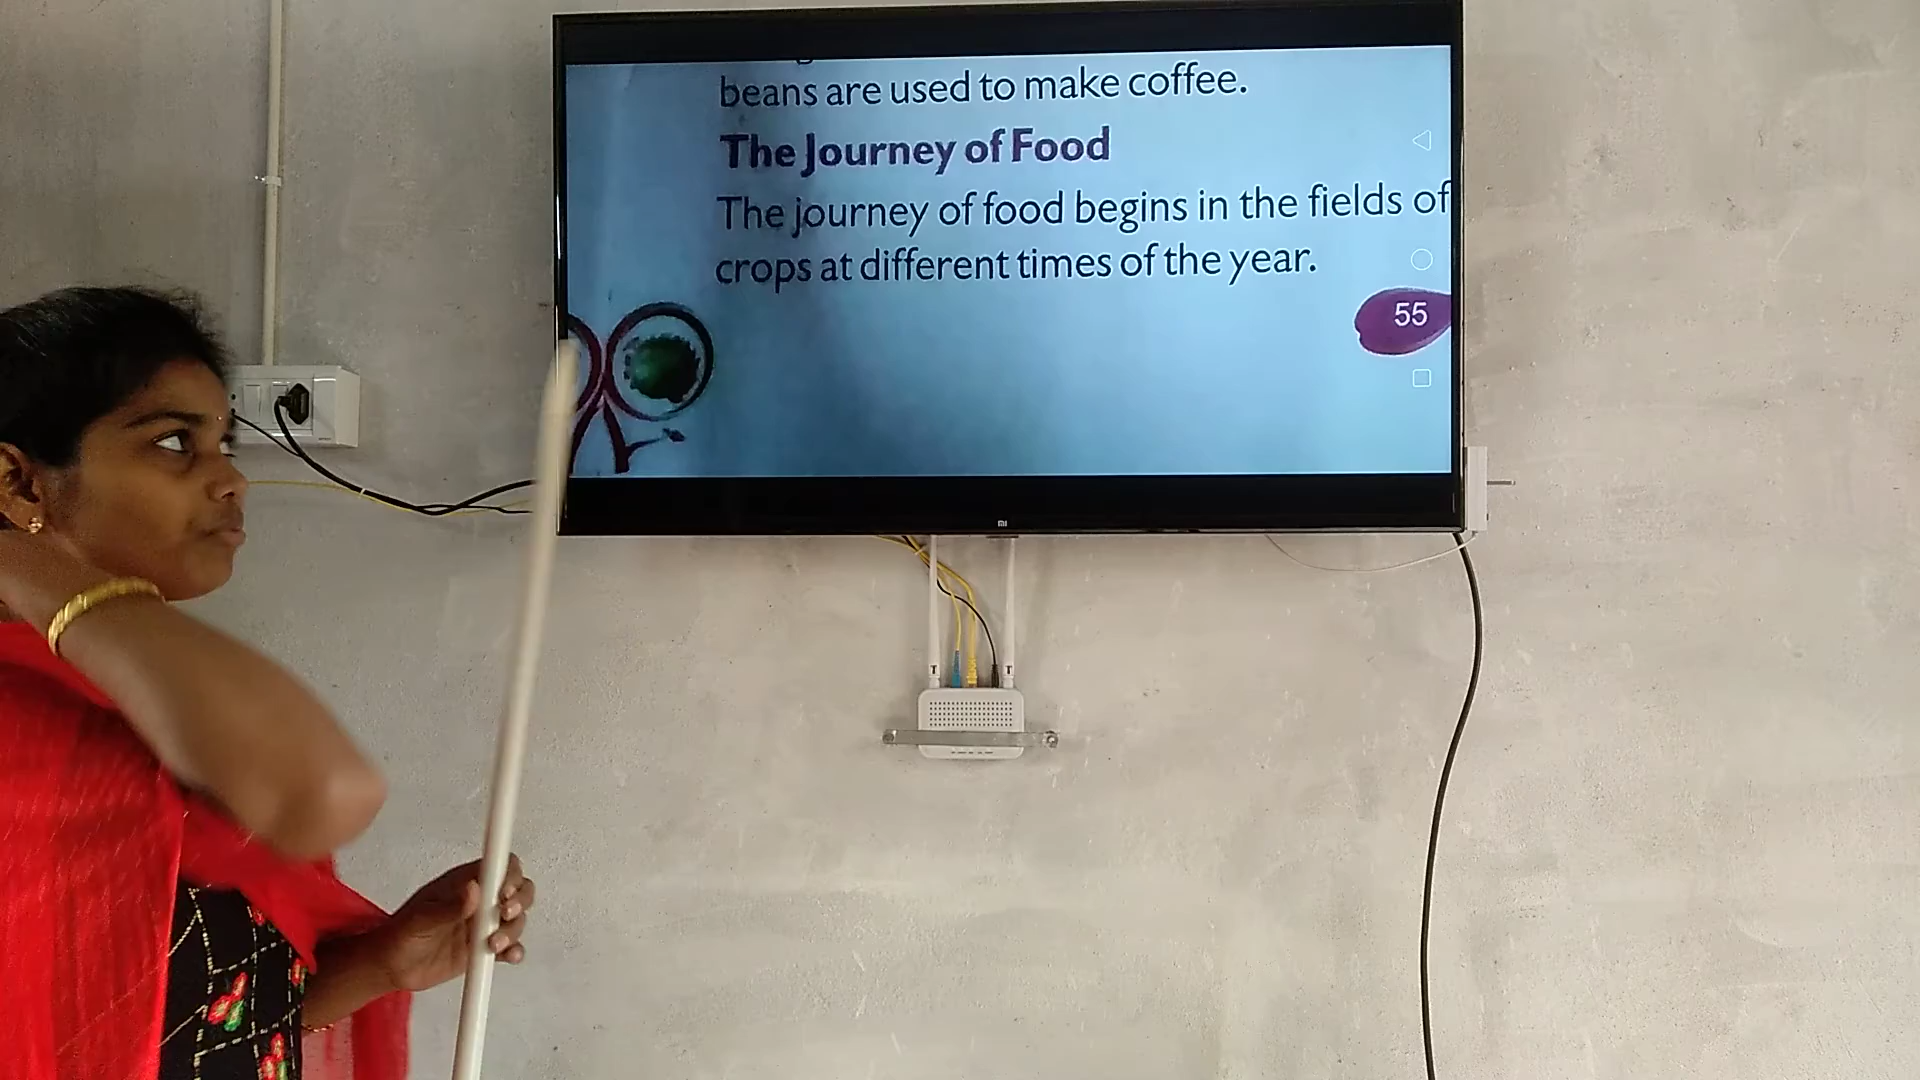 beans are used to make coffee.
The Journey of Food
The journey of food begins in the fields of
crops at different times of the year.
55
mi
T T